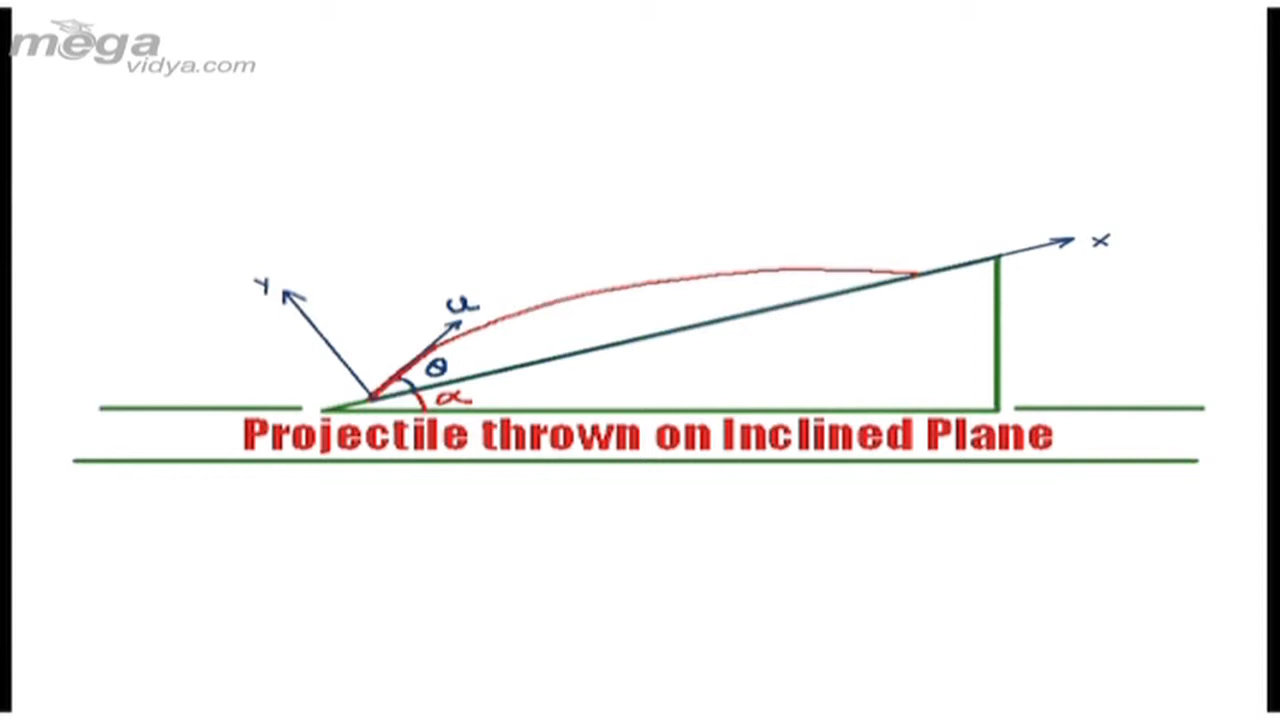 mega
vidya.com
X
Y
u
θ
α
Projectile thrown on Inclined Plane